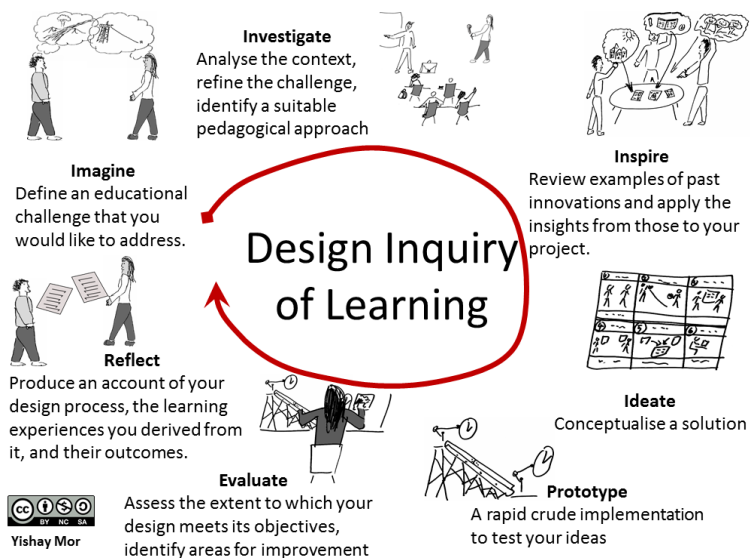 Design Inquiry
of Learning
Imagine
Define an educational
challenge that you
would like to address.
Investigate
Analyse the context,
refine the challenge,
identify a suitable
pedagogical approach
Inspire
Review examples of past
innovations and apply the
insights from those to your
project.
Ideate
Conceptualise a solution
Prototype
A rapid crude implementation
to test your ideas
Evaluate
Assess the extent to which your
design meets its objectives,
identify areas for improvement
Reflect
Produce an account of your
design process, the learning
experiences you derived from
it, and their outcomes.
cc
BY NC SA
Yishay Mor